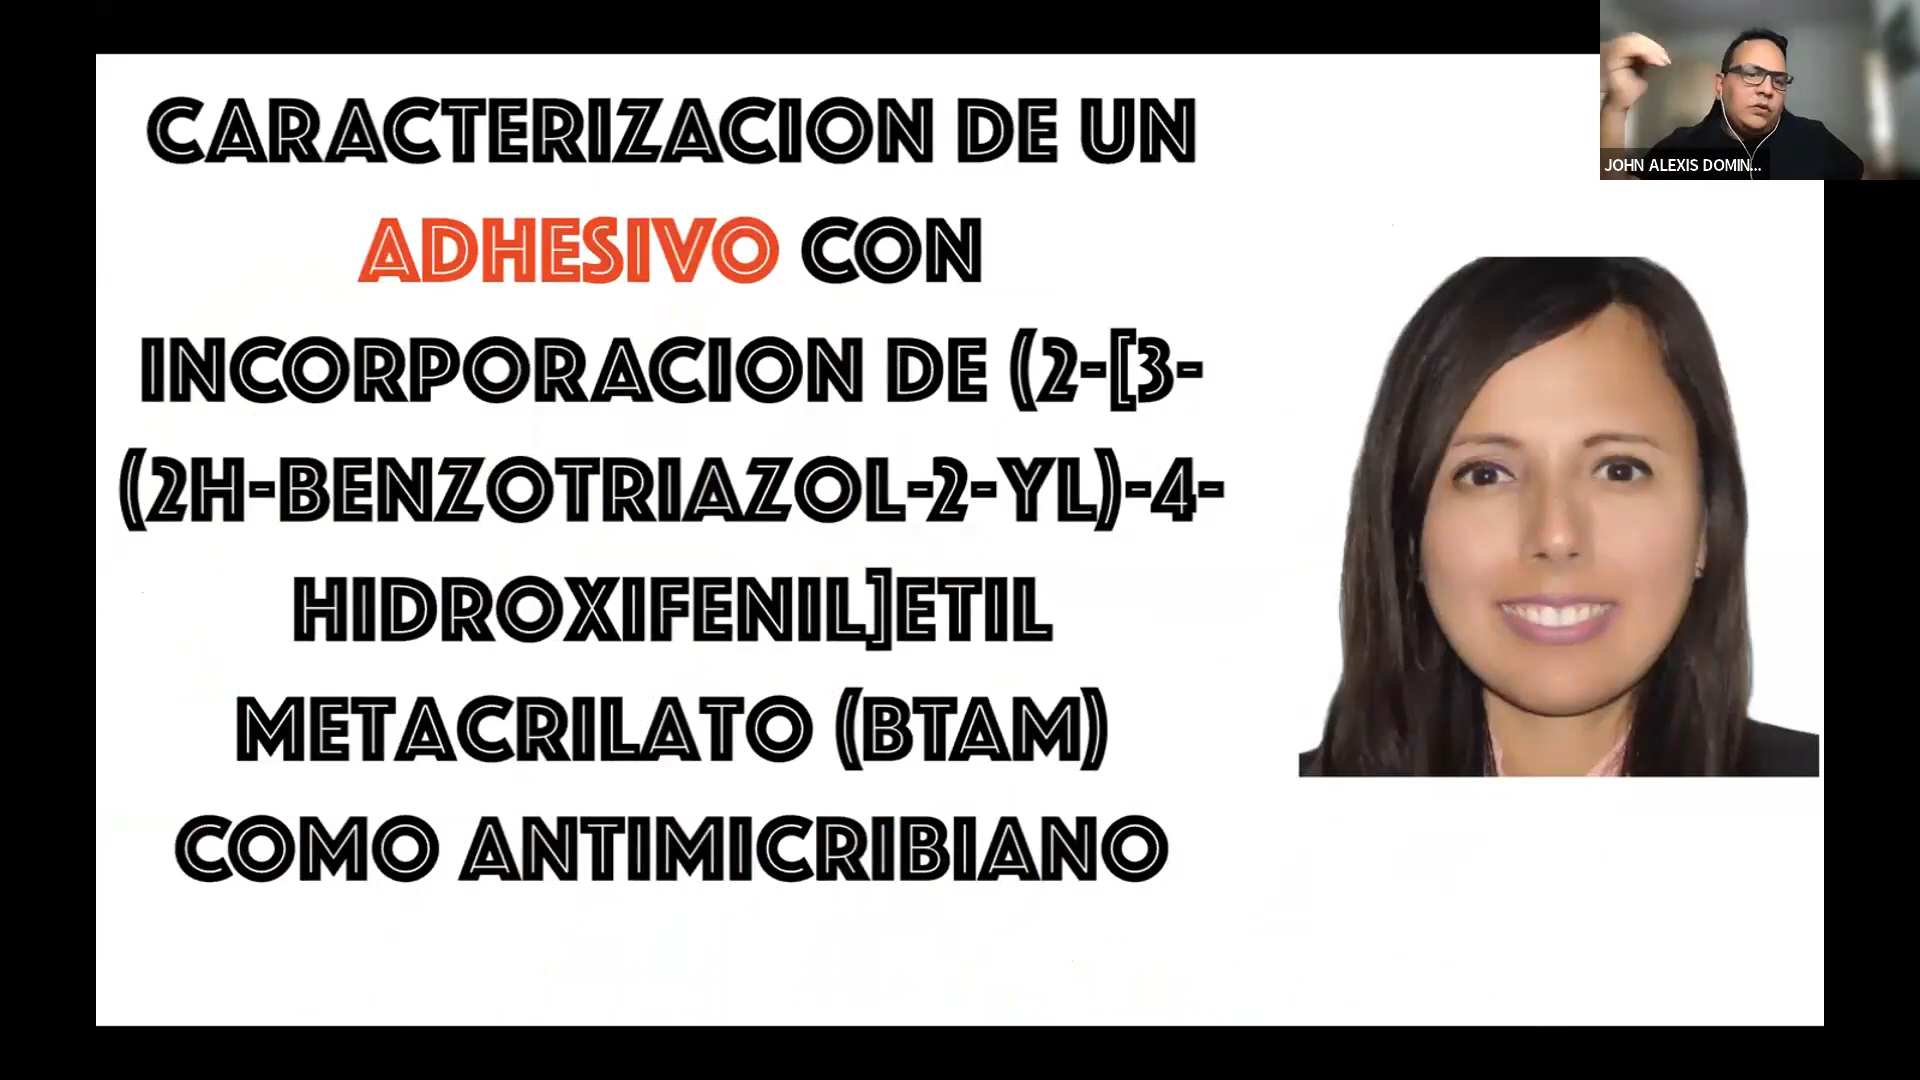 CARACTERIZACION DE UN
ADHESIVO CON
INCORPORACION DE (2-[3-
(2H-BENZOTRIAZOL-2-YL)-4-
HIDROXIFENIL]ETIL
METACRILATO (BTAM)
COMO ANTIMICRIBIANO
JOHN ALEXIS DOMIN...